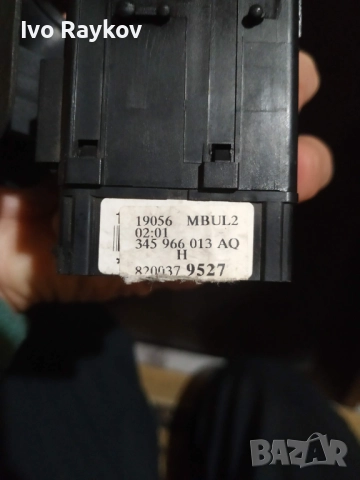 Ivo Raykov
19056 MBUL2
02:01
345 966 013 AQ
H
820037 9527
BAZAR